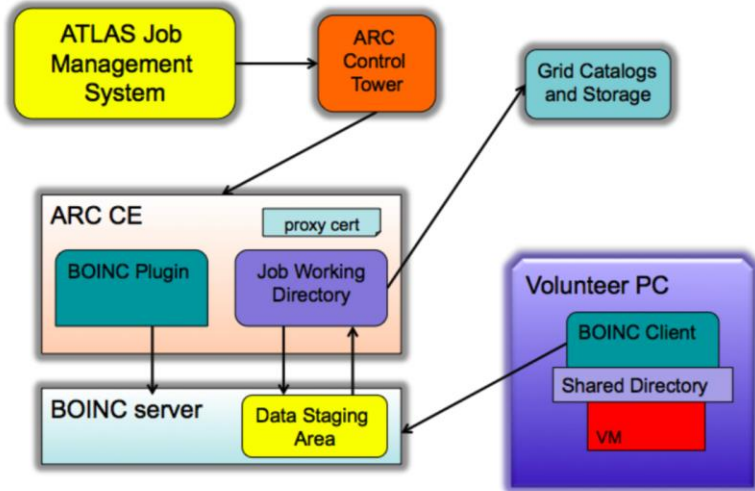 ATLAS Job
Management
System
ARC
Control
Tower
Grid Catalogs
and Storage
ARC CE
proxy cert
BOINC Plugin
Job Working
Directory
Volunteer PC
BOINC Client
Shared Directory
VM
BOINC server
Data Staging
Area